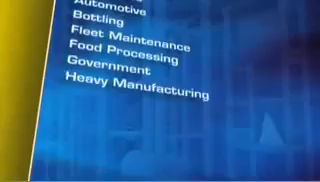 Automotive
Bottling
Fleet Maintenance
Food Processing
Government
Heavy Manufacturing